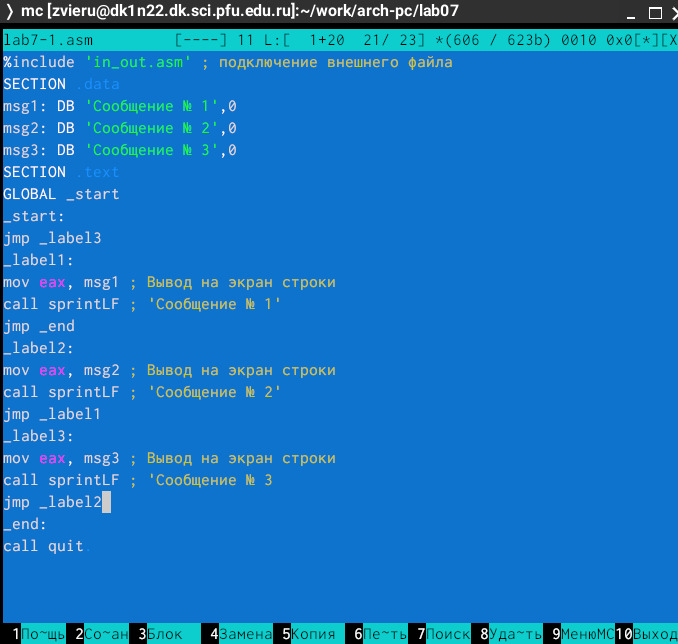 mc [zvieru@dk1n22.dk.sci.pfu.edu.ru]:~/work/arch-pc/lab07
lab7-1.asm [----] 11 L:[ 1+20 21/ 23] *(606 / 623b) 0010 0x0[*][X
%include 'in_out.asm' ; подключение внешнего файла
SECTION .data
msg1: DB 'Сообщение № 1',0
msg2: DB 'Сообщение № 2',0
msg3: DB 'Сообщение № 3',0
SECTION .text
GLOBAL _start
_start:
jmp _label3
_label1:
mov eax, msg1 ; Вывод на экран строки
call sprintLF ; 'Сообщение № 1'
jmp _end
_label2:
mov eax, msg2 ; Вывод на экран строки
call sprintLF ; 'Сообщение № 2'
jmp _label1
_label3:
mov eax, msg3 ; Вывод на экран строки
call sprintLF ; 'Сообщение № 3
jmp _label2
_end:
call quit.
1По~щь 2Со~ан 3Блок 4Замена 5Копия 6Пе~ть 7Поиск 8Уда~ть 9МенюМС10Выход